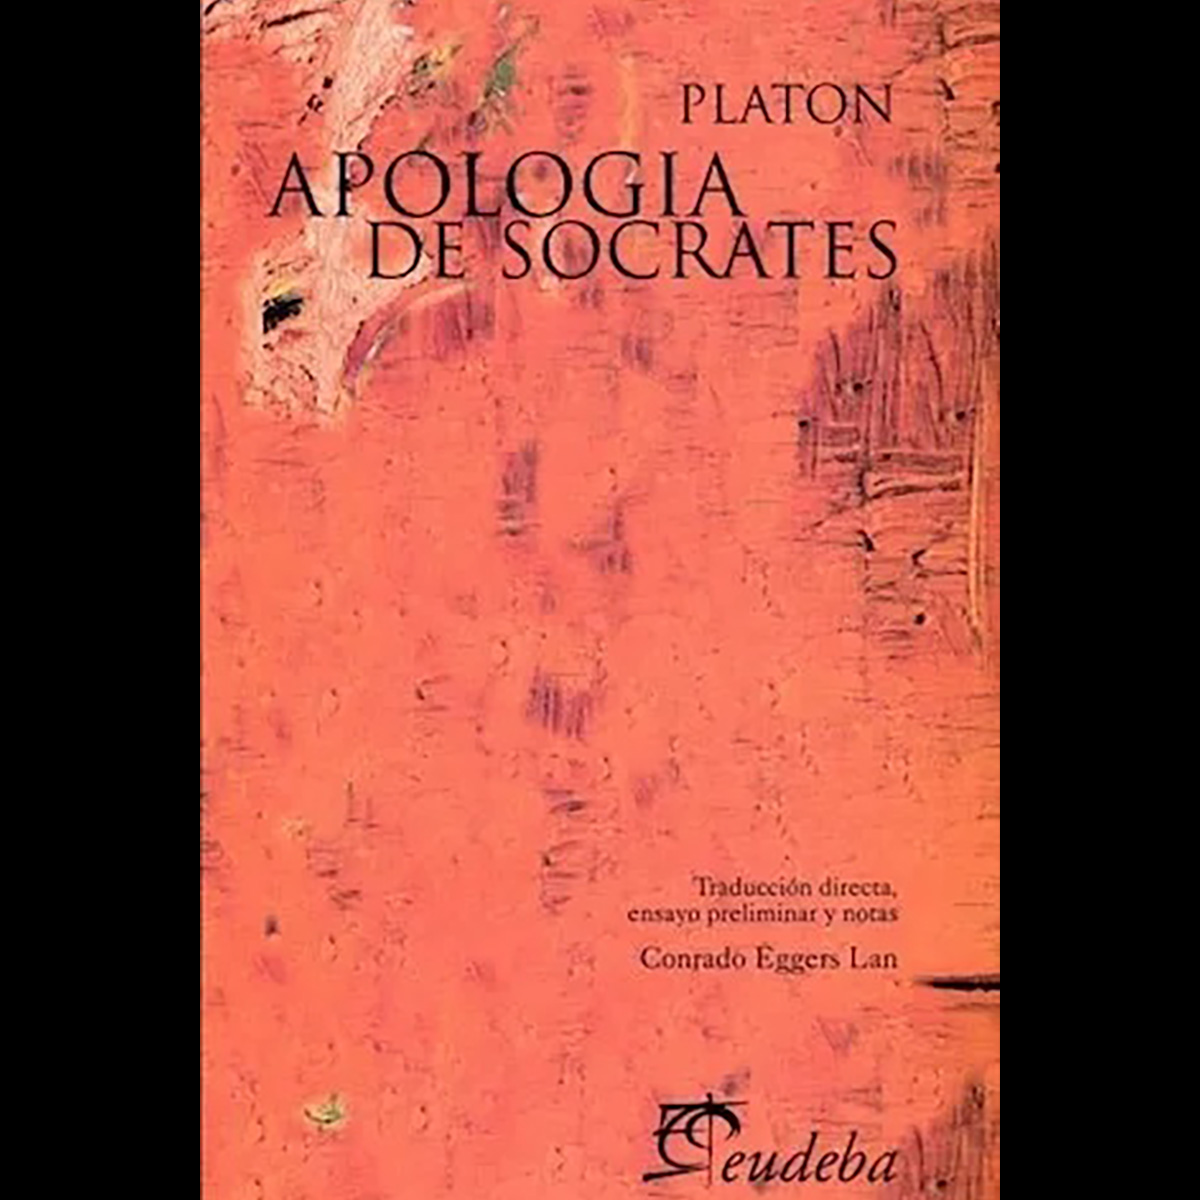 PLATON
APOLOGIA
DE SOCRATES
Traducción directa,
ensayo preliminar y notas
Conrado Eggers Lan
eudeba